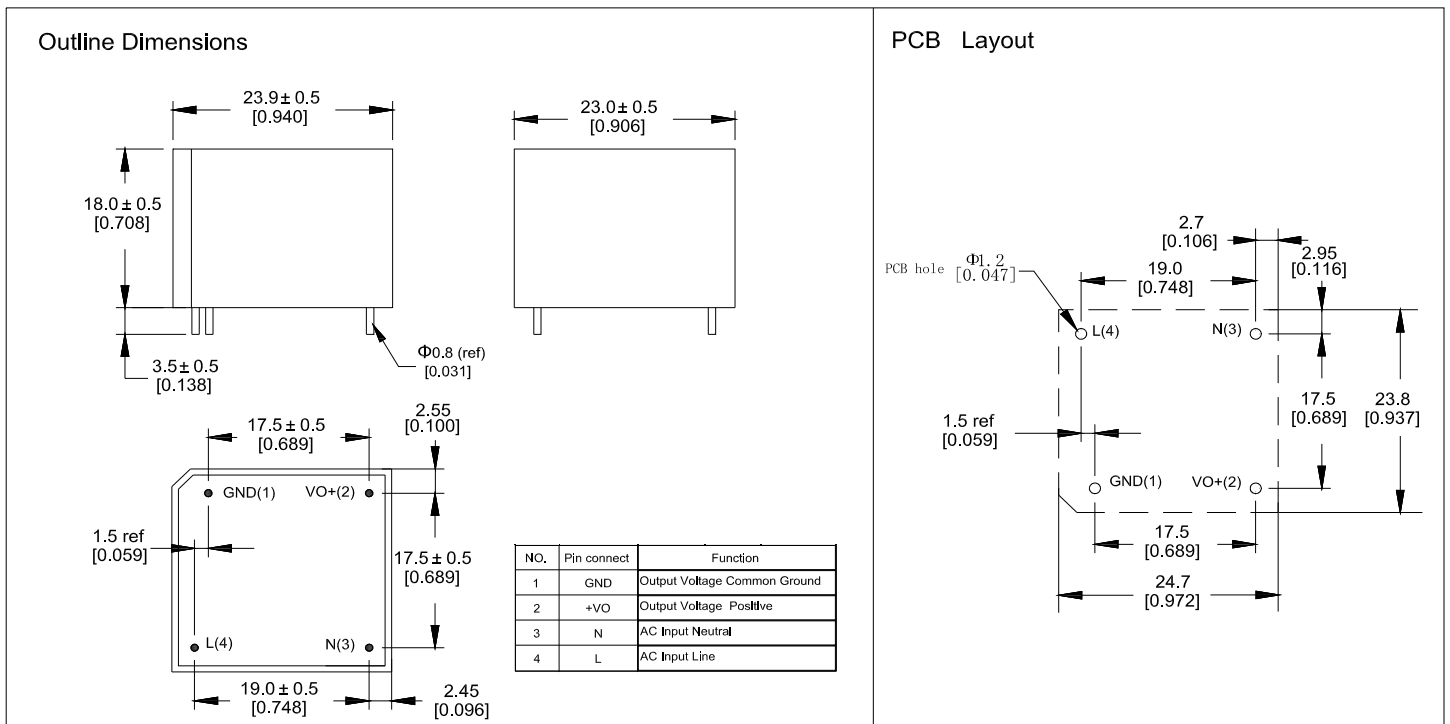 Outline Dimensions
23.9± 0.5
[0.940]
23.0± 0.5
[0.906]
18.0± 0.5
[0.708]
3.5± 0.5
[0.138]
Φ0.8 (ref)
[0.031]
17.5± 0.5
[0.689]
2.55
[0.100]
GND(1)
VO+(2)
1.5 ref
[0.059]
17.5± 0.5
[0.689]
L(4)
N(3)
19.0± 0.5
[0.748]
2.45
[0.096]
NO. Pin connect Function
1 GND Output Voltage Common Ground
2 +VO Output Voltage Positive
3 N AC Input Neutral
4 L AC Input Line
PCB Layout
2.7
[0.106]
2.95
[0.116]
PCB hole Φ1.2
[0.047]
19.0
[0.748]
L(4)
N(3)
17.5
[0.689]
23.8
[0.937]
1.5 ref
[0.059]
GND(1)
VO+(2)
17.5
[0.689]
24.7
[0.972]